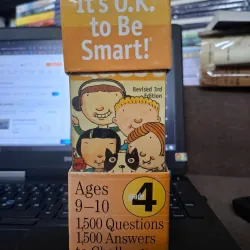 "It's O.K.
to Be
Smart!"
Revised 3rd
Edition
Ages
9-10
4
1,500 Questions
1,500 Answers